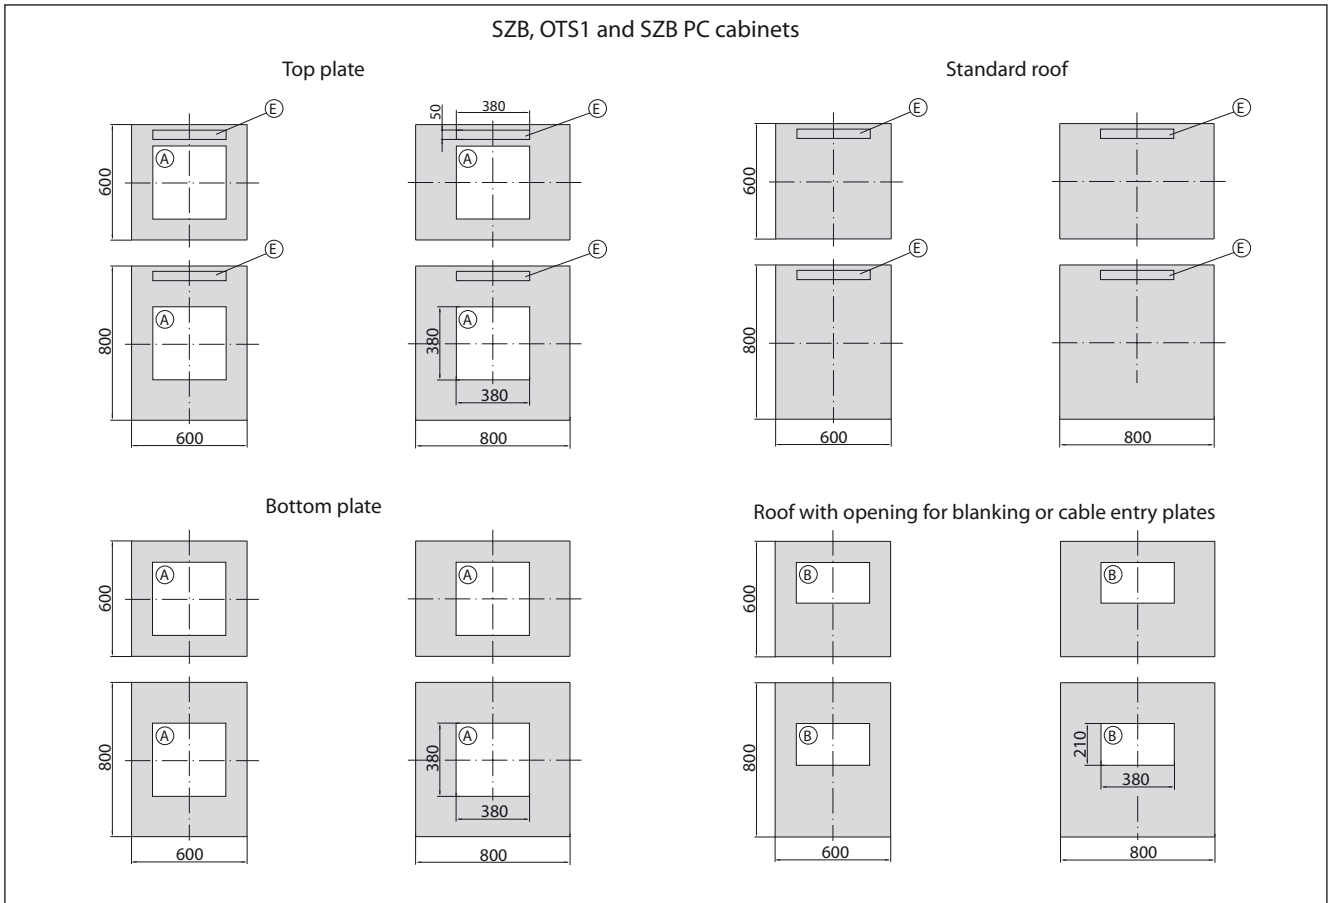 SZB, OTS1 and SZB PC cabinets
Top plate
Standard roof
E
50
380
E
E
E
A
A
600
600
E
E
E
E
A
A
800
380
800
380
600
800
600
800
Bottom plate
Roof with opening for blanking or cable entry plates
A
A
B
B
600
600
A
A
B
B
800
380
800
210
380
380
600
800
600
800